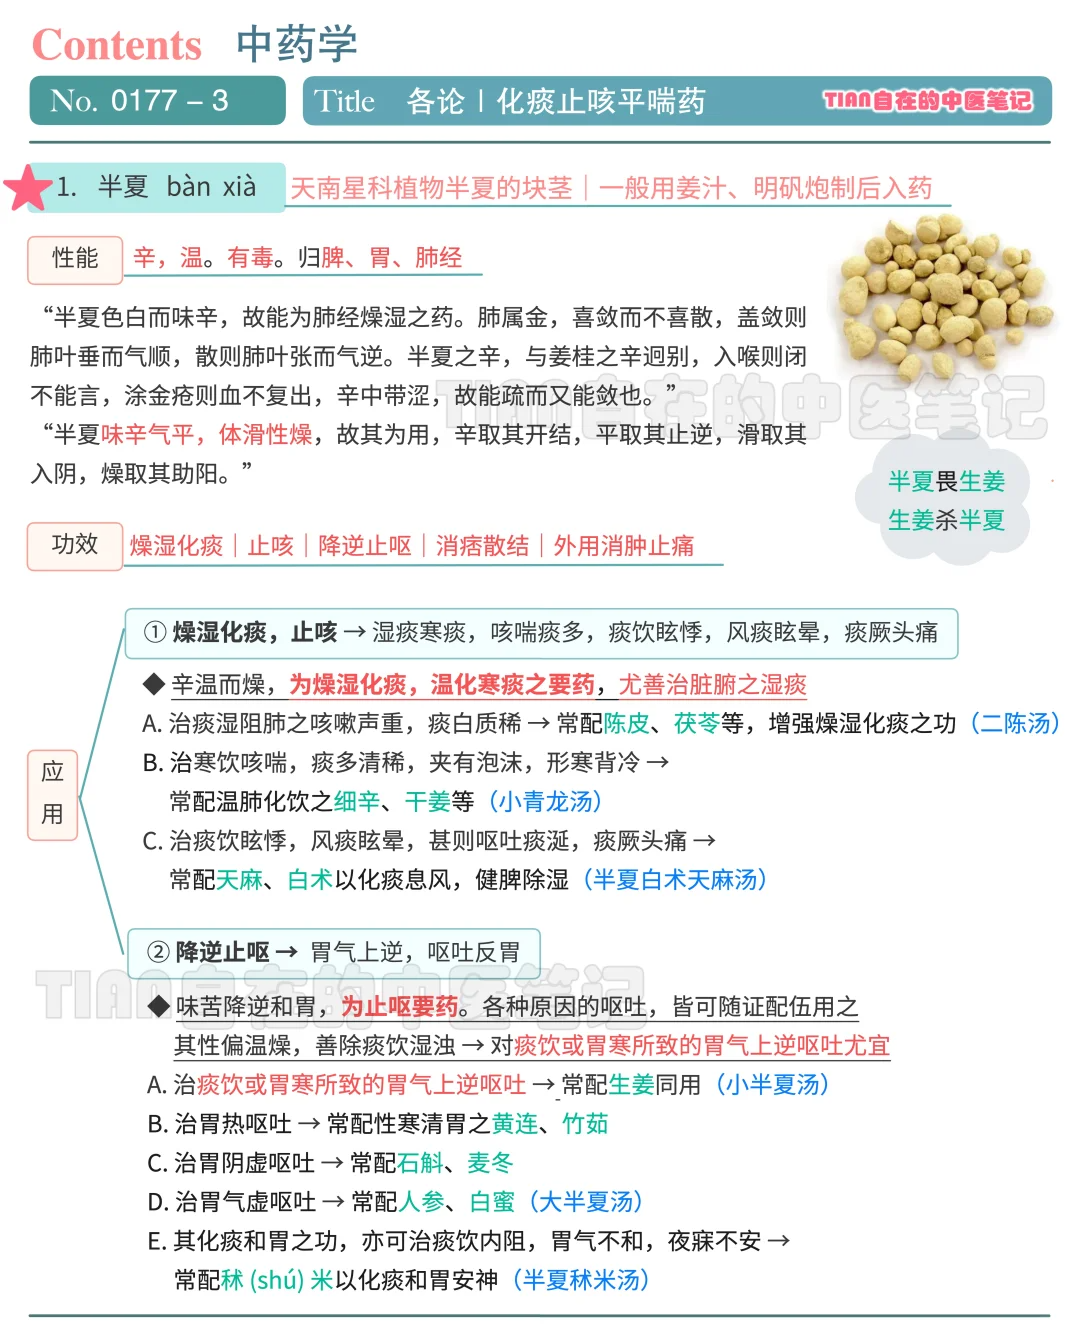 Contents 中药学
No. 0177 – 3
Title 各论 | 化痰止咳平喘药
TIAN自在的中医笔记
1. 半夏 bàn xià
天南星科植物半夏的块茎｜一般用姜汁、明矾炮制后入药
性能 辛，温。有毒。归脾、胃、肺经
“半夏色白而味辛，故能为肺经燥湿之药。肺属金，喜敛而不喜散，盖敛则
肺叶垂而气顺，散则肺叶张而气逆。半夏之辛，与姜桂之辛迥别，入喉则闭
不能言，涂金疮则血不复出，辛中带涩，故能疏而又能敛也。”
“半夏味辛气平，体滑性燥，故其为用，辛取其开结，平取其止逆，滑取其
入阴，燥取其助阳。”
TIAN自在的中医笔记
半夏畏生姜
生姜杀半夏
功效 燥湿化痰｜止咳｜降逆止呕｜消痞散结｜外用消肿止痛
应用
① 燥湿化痰，止咳 → 湿痰寒痰，咳喘痰多，痰饮眩悸，风痰眩晕，痰厥头痛
◆ 辛温而燥，为燥湿化痰，温化寒痰之要药，尤善治脏腑之湿痰
A. 治痰湿阻肺之咳嗽声重，痰白质稀 → 常配陈皮、茯苓等，增强燥湿化痰之功（二陈汤）
B. 治寒饮咳喘，痰多清稀，夹有泡沫，形寒背冷 →
常配温肺化饮之细辛、干姜等（小青龙汤）
C. 治痰饮眩悸，风痰眩晕，甚则呕吐痰涎，痰厥头痛 →
常配天麻、白术以化痰息风，健脾除湿（半夏白术天麻汤）
② 降逆止呕 → 胃气上逆，呕吐反胃
TIAN自在的中医笔记
◆ 味苦降逆和胃，为止呕要药。各种原因的呕吐，皆可随证配伍用之
其性偏温燥，善除痰饮湿浊 → 对痰饮或胃寒所致的胃气上逆呕吐尤宜
A. 治痰饮或胃寒所致的胃气上逆呕吐 → 常配生姜同用（小半夏汤）
B. 治胃热呕吐 → 常配性寒清胃之黄连、竹茹
C. 治胃阴虚呕吐 → 常配石斛、麦冬
D. 治胃气虚呕吐 → 常配人参、白蜜（大半夏汤）
E. 其化痰和胃之功，亦可治痰饮内阻，胃气不和，夜寐不安 →
常配秫 (shú) 米以化痰和胃安神（半夏秫米汤）